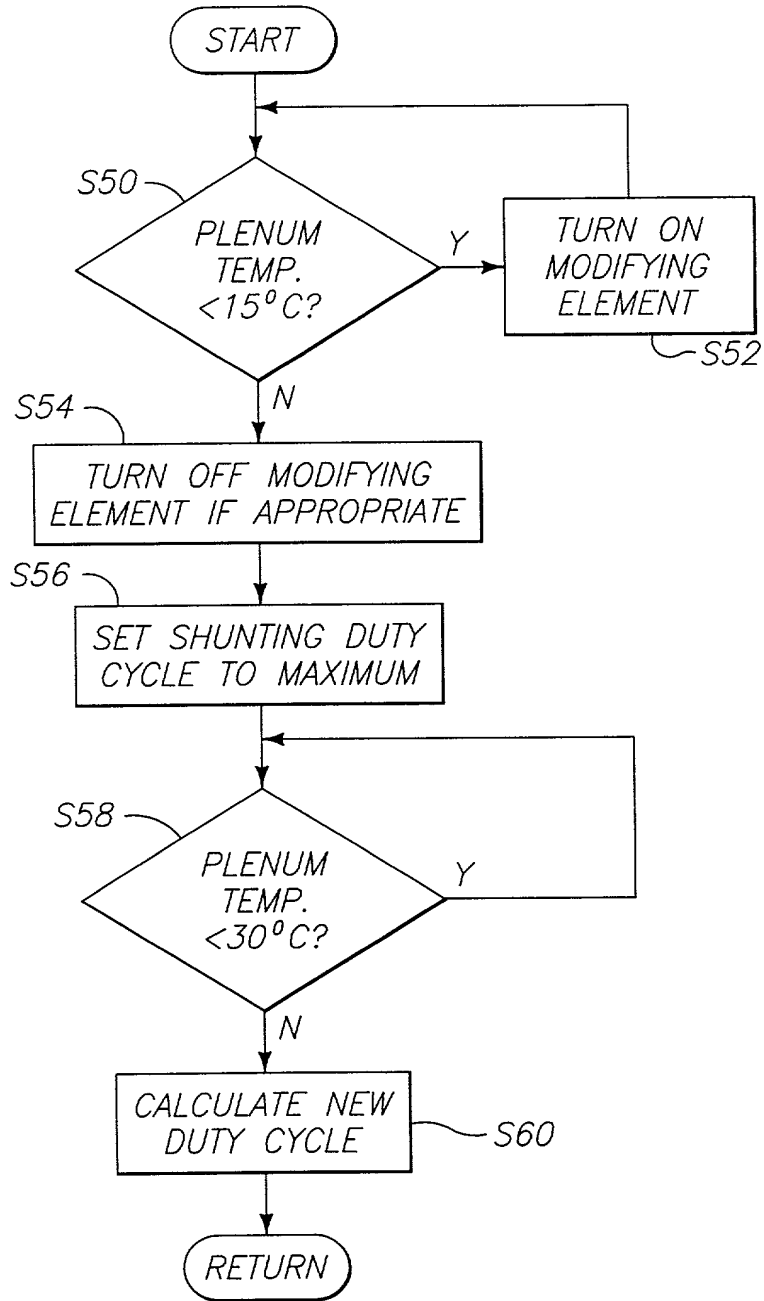 START
S50
PLENUM
TEMP.
<15°C?
Y
TURN ON
MODIFYING
ELEMENT
S52
N
S54
TURN OFF MODIFYING
ELEMENT IF APPROPRIATE
S56
SET SHUNTING DUTY
CYCLE TO MAXIMUM
S58
PLENUM
TEMP.
<30°C?
Y
N
CALCULATE NEW
DUTY CYCLE
S60
RETURN